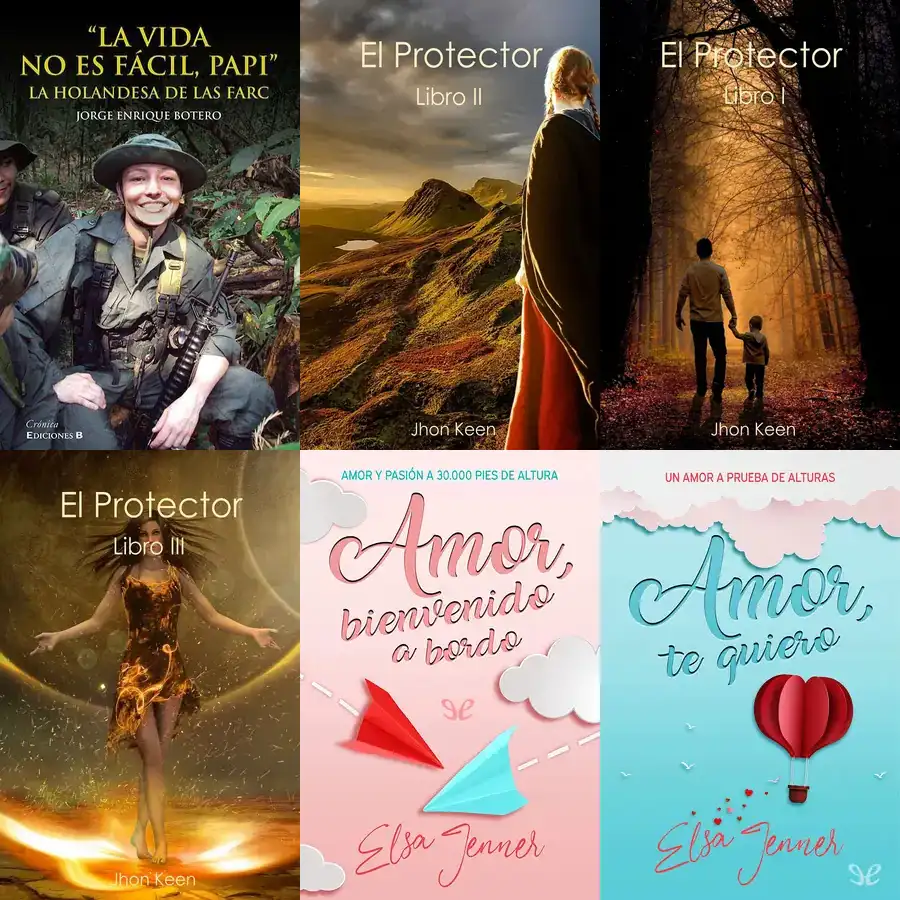 “LA VIDA
NO ES FÁCIL, PAPI”
LA HOLANDESA DE LAS FARC
JORGE ENRIQUE BOTERO
Crónica
EDICIONES B
El Protector
Libro II
Jhon Keen
El Protector
Libro I
Jhon Keen
El Protector
Libro III
Jhon Keen
AMOR Y PASIÓN A 30.000 PIES DE ALTURA
Amor,
bienvenido
a bordo
Elsa Jenner
UN AMOR A PRUEBA DE ALTURAS
Amor,
te quiero
Elsa Jenner